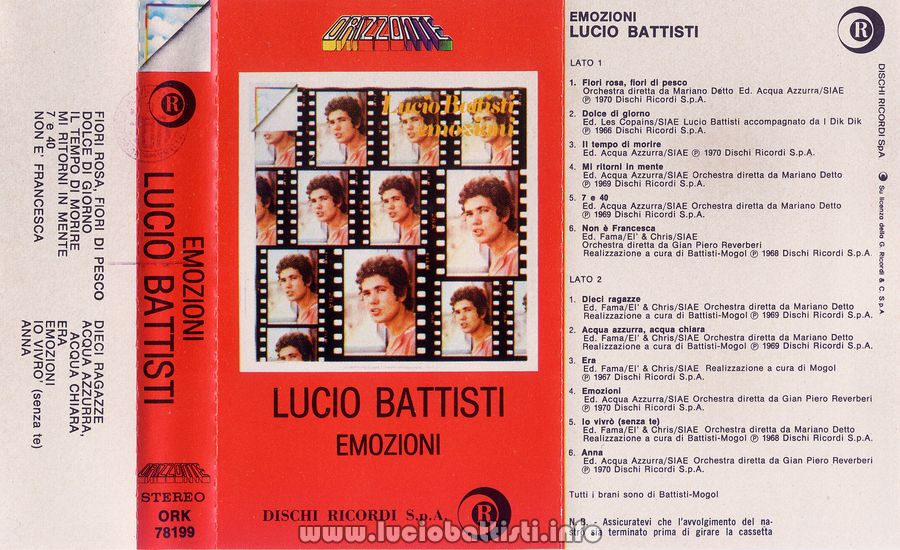 FIORI ROSA, FIORI DI PESCO
DOLCE DI GIORNO
IL TEMPO DI MORIRE
MI RITORNI IN MENTE
7 e 40
NON E' FRANCESCA
DIECI RAGAZZE
ACQUA AZZURRA,
ACQUA CHIARA
ERA
EMOZIONI
IO VIVRO' (senza te)
ANNA
R
EMOZIONI
LUCIO BATTISTI
ORIZZONTE
STEREO
ORK
78199
ORIZZONTE
Lucio Battisti
emozioni
LUCIO BATTISTI
EMOZIONI
DISCHI RICORDI S.p.A.
R
EMOZIONI
LUCIO BATTISTI
R
LATO 1
1. Fiori rosa, fiori di pesco
Orchestra diretta da Mariano Detto Ed. Acqua Azzurra/SIAE
℗ 1970 Dischi Ricordi S.p.A.
2. Dolce di giorno
Ed. Les Copains/SIAE Lucio Battisti accompagnato da I Dik Dik
℗ 1966 Dischi Ricordi S.p.A.
3. Il tempo di morire
Ed. Acqua Azzurra/SIAE ℗ 1970 Dischi Ricordi S.p.A.
4. Mi ritorni in mente
Ed. Acqua Azzurra/SIAE Orchestra diretta da Mariano Detto
℗ 1969 Dischi Ricordi S.p.A.
5. 7 e 40
Ed. Acqua Azzurra/SIAE Orchestra diretta da Mariano Detto
℗ 1969 Dischi Ricordi S.p.A.
6. Non è Francesca
Ed. Fama/El' & Chris/SIAE
Orchestra diretta da Gian Piero Reverberi
Realizzazione a cura di Battisti-Mogol ℗ 1968 Dischi Ricordi S.p.A.
LATO 2
1. Dieci ragazze
Ed. Fama/El' & Chris/SIAE Orchestra diretta da Mariano Detto
Realizzazione a cura di Battisti-Mogol ℗ 1969 Dischi Ricordi S.p.A.
2. Acqua azzurra, acqua chiara
Ed. Fama/El' & Chris/SIAE Orchestra diretta da Mariano Detto
Realizzazione a cura di Battisti-Mogol ℗ 1969 Dischi Ricordi S.p.A.
3. Era
Ed. Fama/El' & Chris/SIAE Realizzazione a cura di Mogol
℗ 1967 Dischi Ricordi S.p.A.
4. Emozioni
Ed. Acqua Azzurra/SIAE Orchestra diretta da Gian Piero Reverberi
℗ 1970 Dischi Ricordi S.p.A.
5. Io vivrò (senza te)
Ed. Fama/El' & Chris/SIAE Orchestra diretta da Mariano Detto
Realizzazione a cura di Battisti-Mogol ℗ 1968 Dischi Ricordi S.p.A.
6. Anna
Ed. Acqua Azzurra/SIAE Orchestra diretta da Gian Piero Reverberi
℗ 1970 Dischi Ricordi S.p.A.
Tutti i brani sono di Battisti-Mogol
N.B. - Assicuratevi che l'avvolgimento del na-
stro sia terminato prima di girare la cassetta
DISCHI RICORDI SpA
Su licenza della G. Ricordi & C. S.p.A.
www.luciobattisti.info